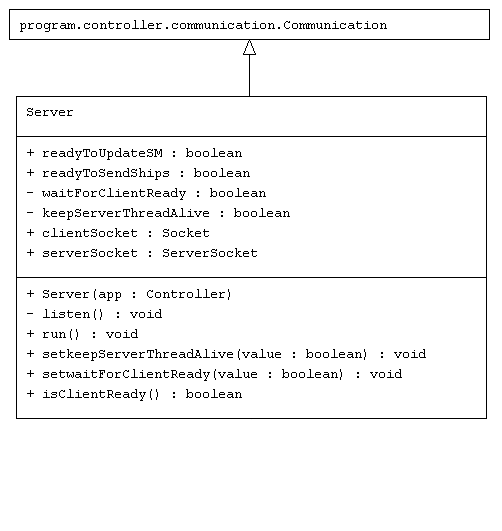 program.controller.communication.Communication
Server
+ readyToUpdateSM : boolean
+ readyToSendShips : boolean
- waitForClientReady : boolean
- keepServerThreadAlive : boolean
+ clientSocket : Socket
+ serverSocket : ServerSocket
+ Server(app : Controller)
- listen() : void
+ run() : void
+ setkeepServerThreadAlive(value : boolean) : void
+ setwaitForClientReady(value : boolean) : void
+ isClientReady() : boolean